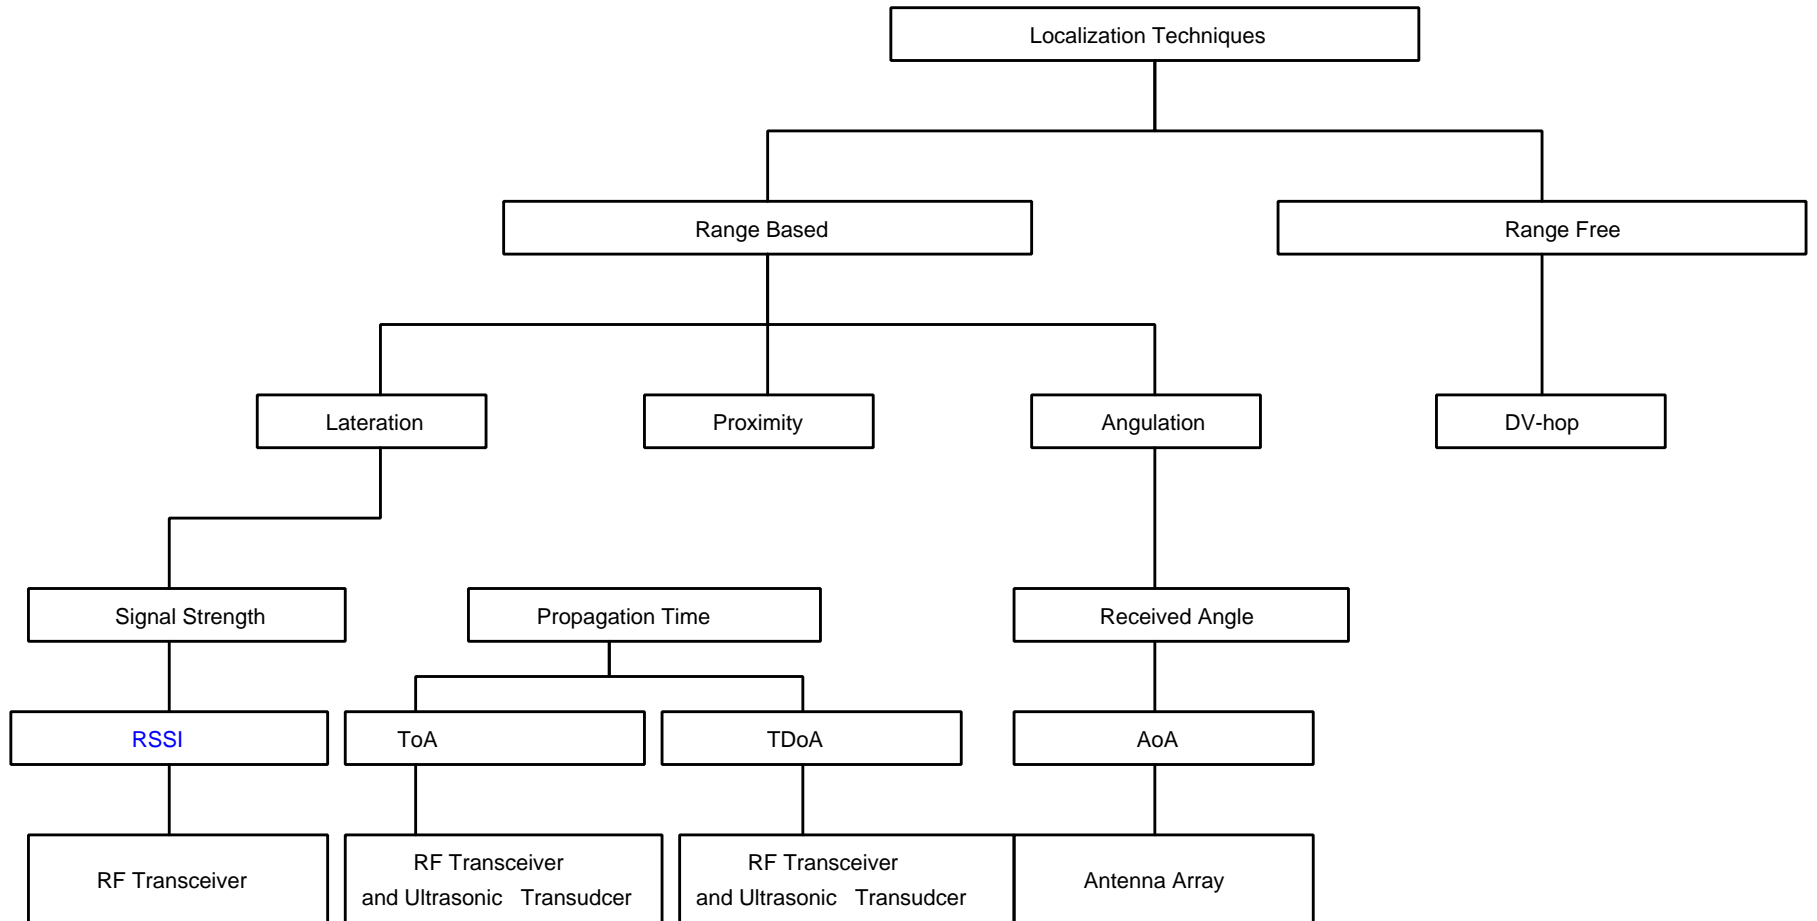 Localization Techniques
Range Based
Range Free
Lateration
Proximity
Angulation
DV-hop
Signal Strength
Propagation Time
Received Angle
RSSI
ToA
TDoA
AoA
RF Transceiver
RF Transceiver
and Ultrasonic Transudcer
RF Transceiver
and Ultrasonic Transudcer
Antenna Array